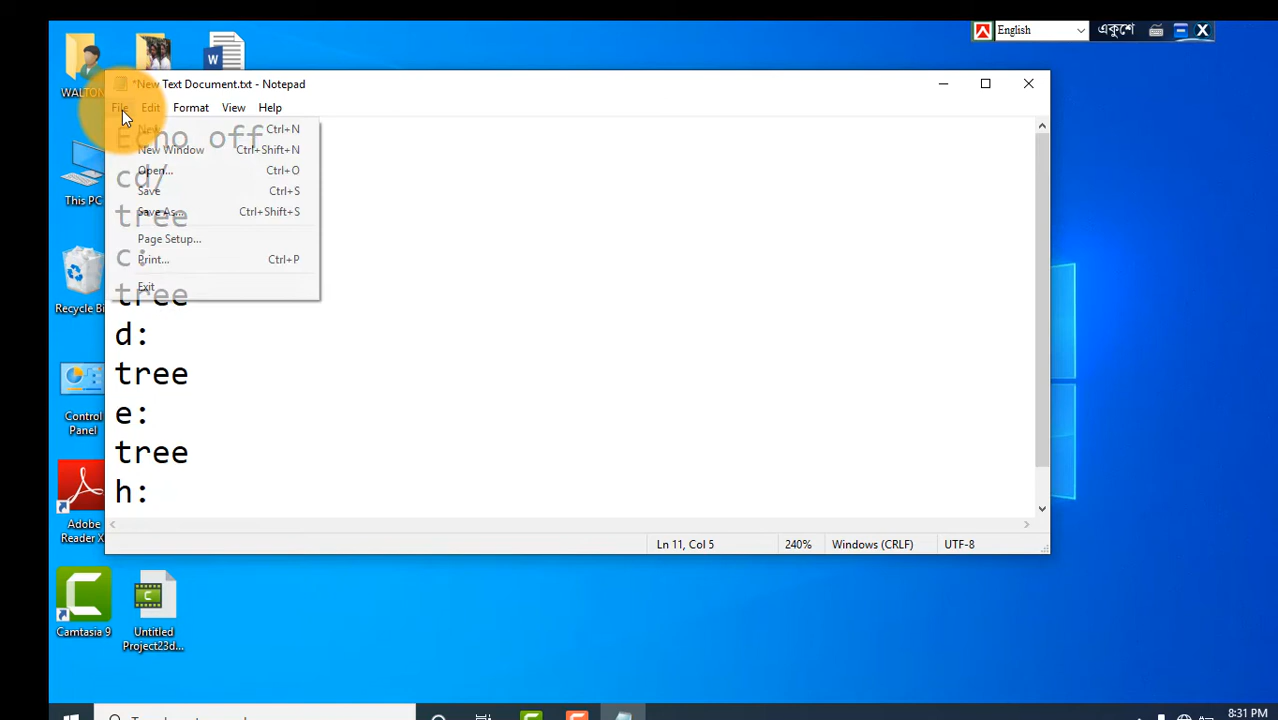 English
একুশে
WALTON
*New Text Document.txt - Notepad
File Edit Format View Help
New Ctrl+N
New Window Ctrl+Shift+N
Open... Ctrl+O
Save Ctrl+S
Save As... Ctrl+Shift+S
Page Setup... 
Print... Ctrl+P
Exit
Echo off
cd/
tree
c:
tree
d:
tree
e:
tree
h:
Ln 11, Col 5 240% Windows (CRLF) UTF-8
This PC
Recycle Bi
Control
Panel
Adobe
Reader X
Camtasia 9
Untitled
Project23d...
8:31 PM